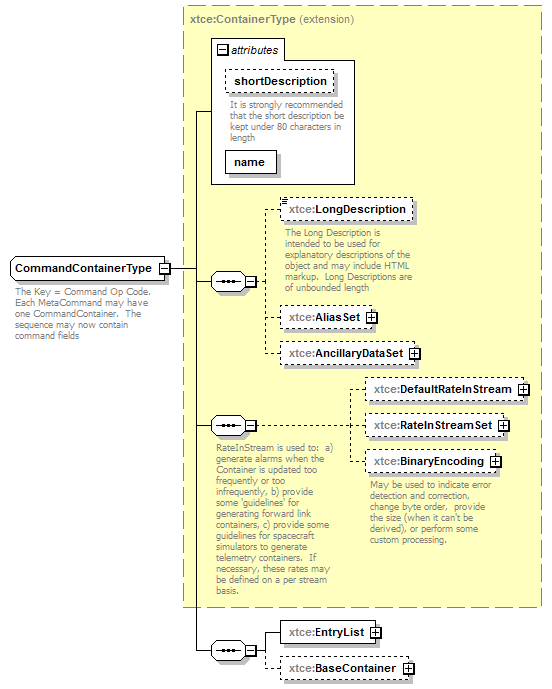 xtce:ContainerType (extension)
attributes
shortDescription
It is strongly recommended
that the short description be
kept under 80 characters in
length
name
xtce:LongDescription
The Long Description is
intended to be used for
explanatory descriptions of the
object and may include HTML
markup.  Long Descriptions are
of unbounded length
CommandContainerType
The Key = Command Op Code.
Each MetaCommand may have
one CommandContainer.  The
sequence may now contain
command fields
xtce:AliasSet
xtce:AncillaryDataSet
xtce:DefaultRateInStream
xtce:RateInStreamSet
xtce:BinaryEncoding
May be used to indicate error
detection and correction,
change byte order,  provide
the size (when it can't be
derived), or perform some
custom processing.
RateInStream is used to:  a)
generate alarms when the
Container is updated too
frequently or too
infrequently, b) provide
some 'guidelines' for
generating forward link
containers, c) provide some
guidelines for spacecraft
simulators to generate
telemetry containers.  If
necessary, these rates may
be defined on a per stream
basis.
xtce:EntryList
xtce:BaseContainer